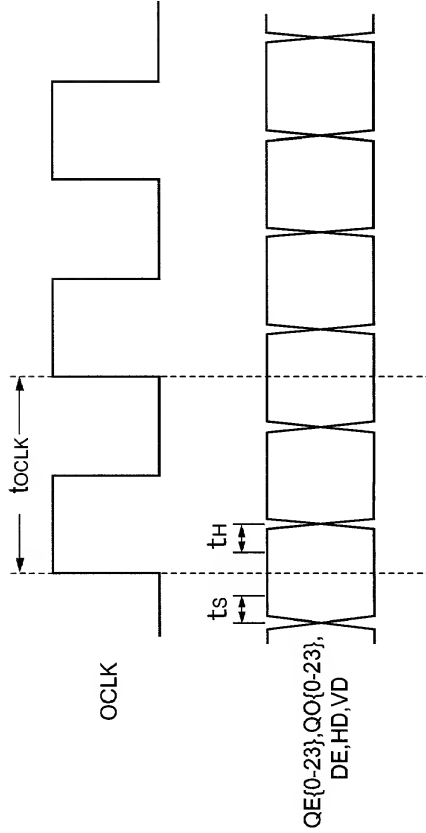 tOCLK
OCLK
tS
tH
QE{0-23},QO{0-23},
DE,HD,VD